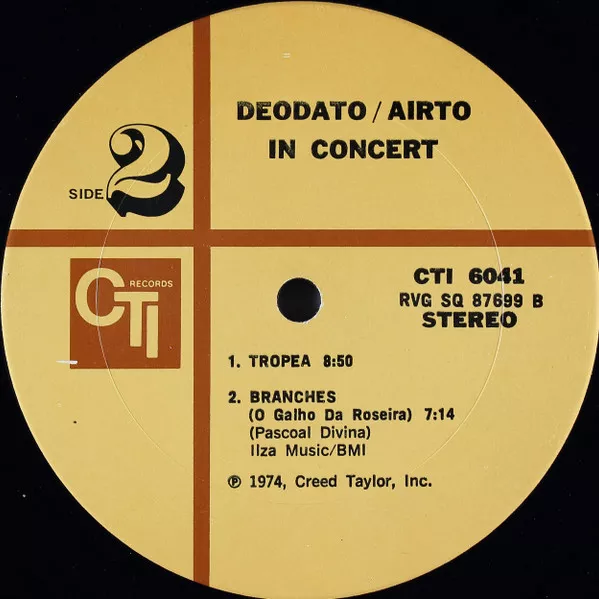 DEODATO / AIRTO
IN CONCERT
SIDE 2
CTI RECORDS
CTI 6041
RVG SQ 87699 B
STEREO
1. TROPEA 8:50
2. BRANCHES
(O Galho Da Roseira) 7:14
(Pascoal Divina)
Ilza Music/BMI
℗ 1974, Creed Taylor, Inc.